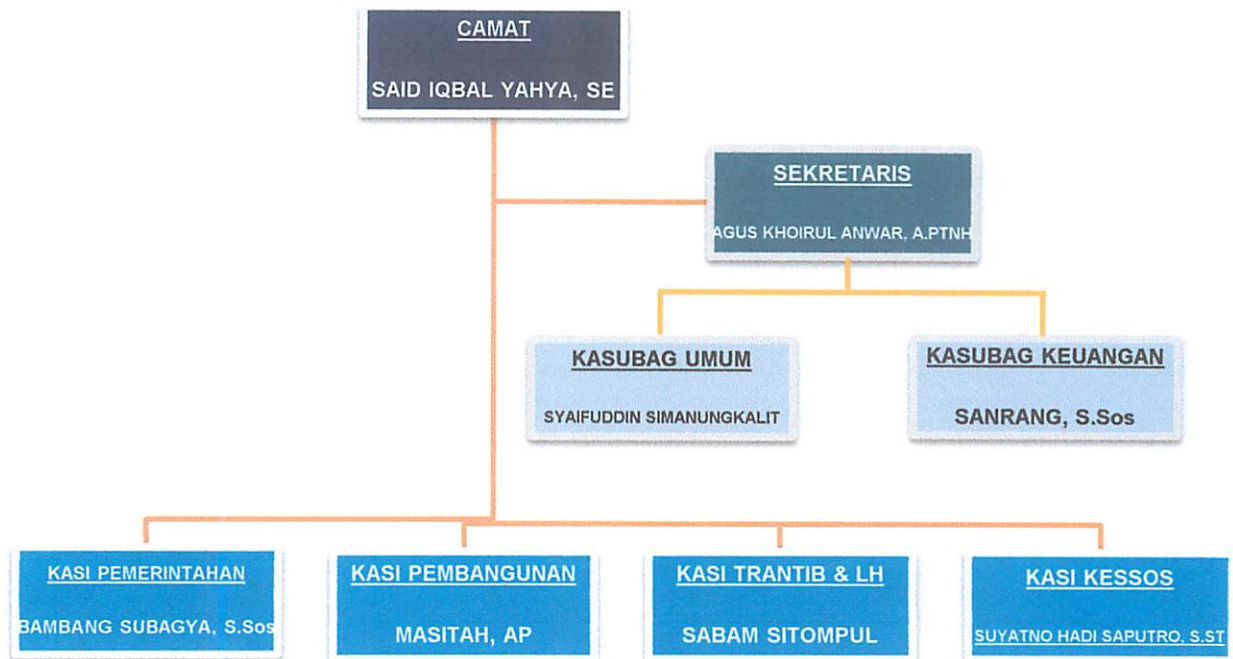 CAMAT
SAID IQBAL YAHYA, SE
SEKRETARIS
AGUS KHOIRUL ANWAR, A.PTNH
KASUBAG UMUM
SYAIFUDDIN SIMANUNGKALIT
KASUBAG KEUANGAN
SANRANG, S.Sos
KASI PEMERINTAHAN
BAMBANG SUBAGYA, S.Sos
KASI PEMBANGUNAN
MASITAH, AP
KASI TRANTIB & LH
SABAM SITOMPUL
KASI KESSOS
SUYATNO HADI SAPUTRO, S.ST